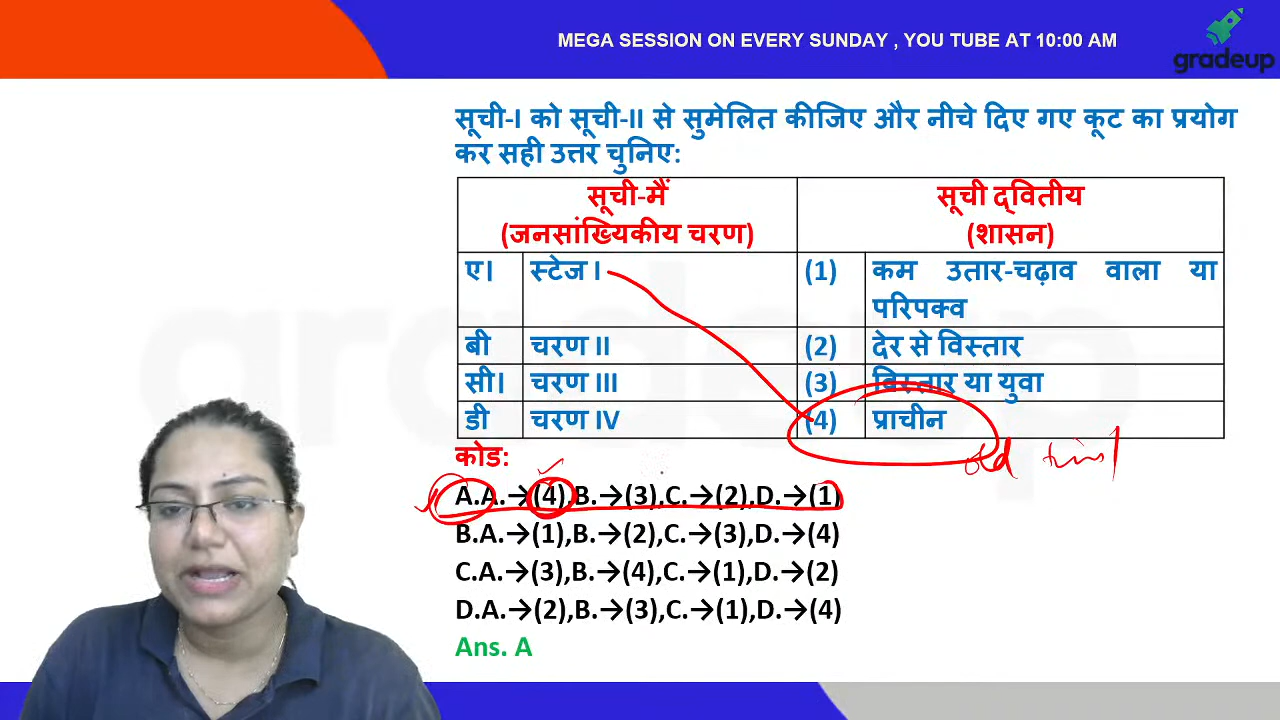 MEGA SESSION ON EVERY SUNDAY , YOU TUBE AT 10:00 AM
gradeup
सूची-I को सूची-II से सुमेलित कीजिए और नीचे दिए गए कूट का प्रयोग
कर सही उत्तर चुनिए:
सूची-मैं सूची द्वितीय
(जनसांख्यिकीय चरण) (शासन)
ए। स्टेज I (1) कम उतार-चढ़ाव वाला या
परिपक्व
बी चरण II (2) देर से विस्तार
सी। चरण III (3) विस्तार या युवा
डी चरण IV (4) प्राचीन
कोड:
old
A.A.→(4),B.→(3),C.→(2),D.→(1)
B.A.→(1),B.→(2),C.→(3),D.→(4)
C.A.→(3),B.→(4),C.→(1),D.→(2)
D.A.→(2),B.→(3),C.→(1),D.→(4)
Ans. A